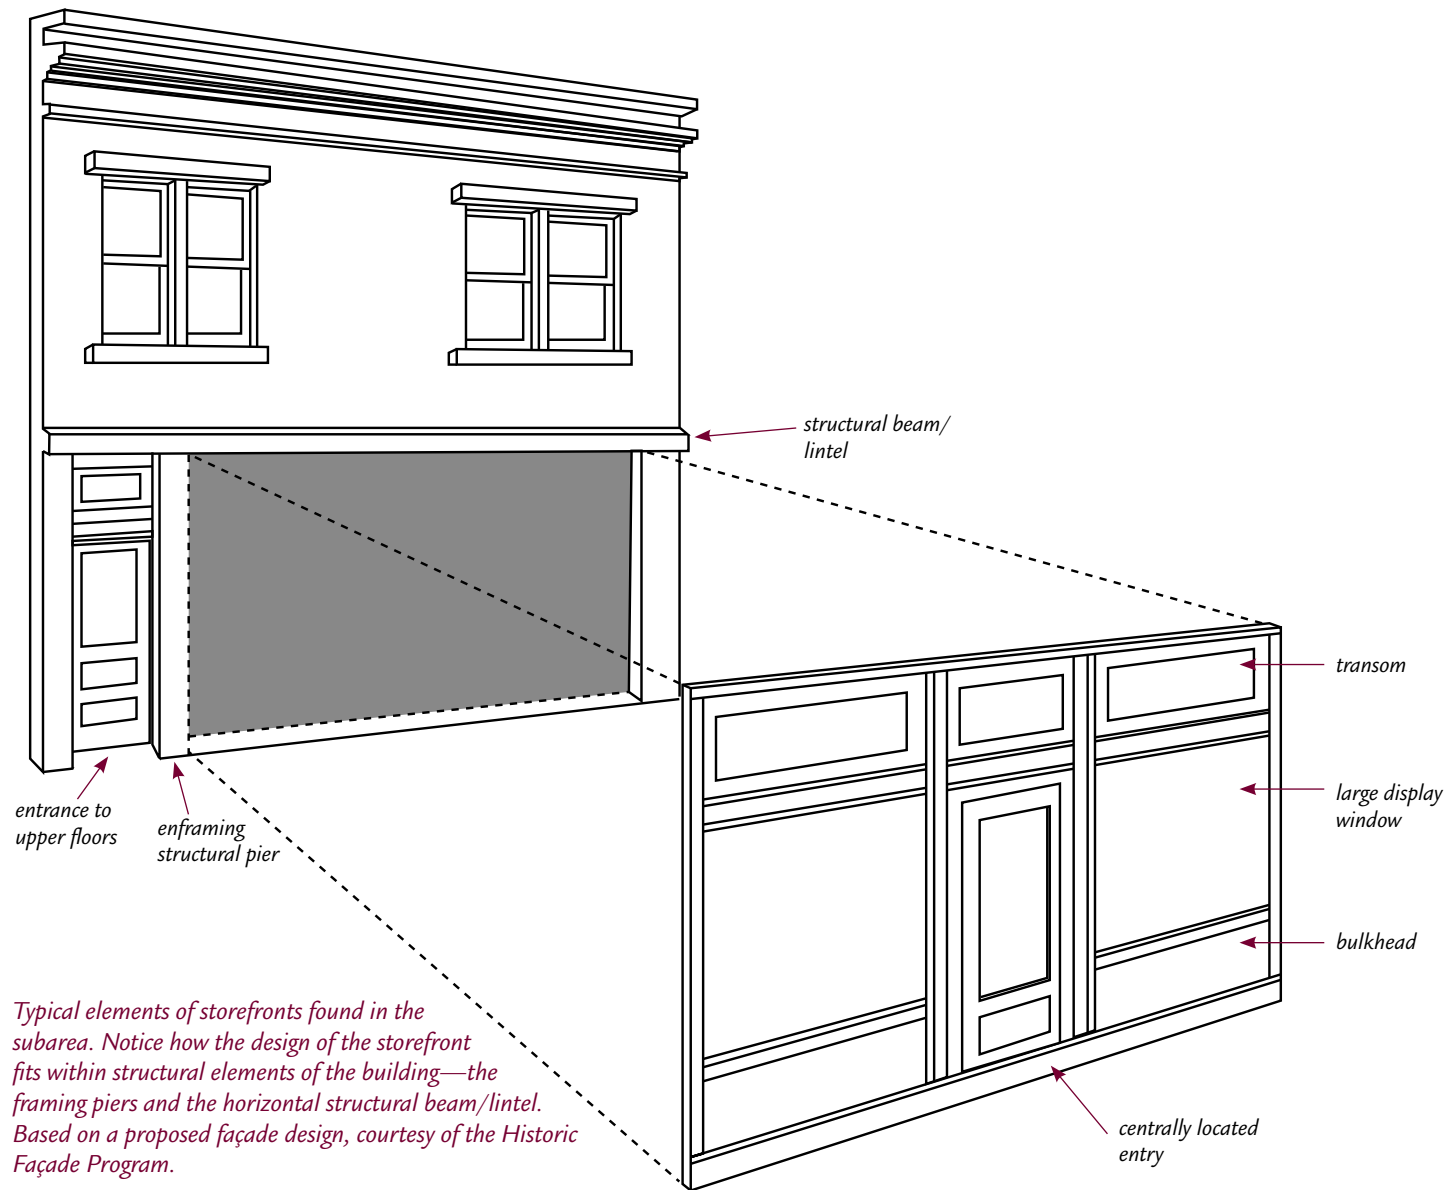 structural beam/
lintel
transom
large display
window
bulkhead
centrally located
entry
entrance to
upper floors
enframing
structural pier
Typical elements of storefronts found in the
subarea. Notice how the design of the storefront
fits within structural elements of the building—the
framing piers and the horizontal structural beam/lintel.
Based on a proposed façade design, courtesy of the Historic
Façade Program.